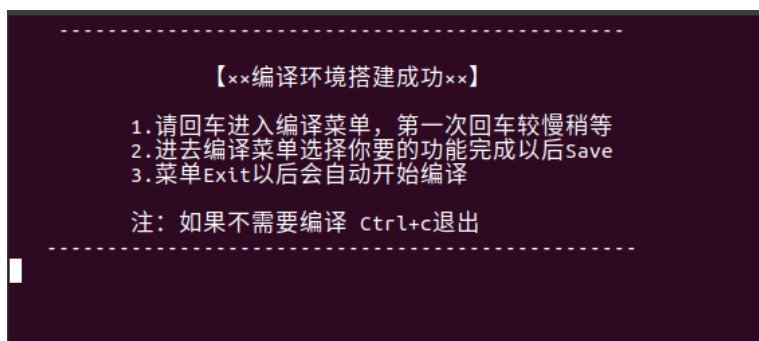 -----------------------------------------------
【××编译环境搭建成功××】
1.请回车进入编译菜单，第一次回车较慢稍等
2.进去编译菜单选择你要的功能完成以后Save
3.菜单Exit以后会自动开始编译
注：如果不需要编译 Ctrl+c退出
-------------------------------------------------